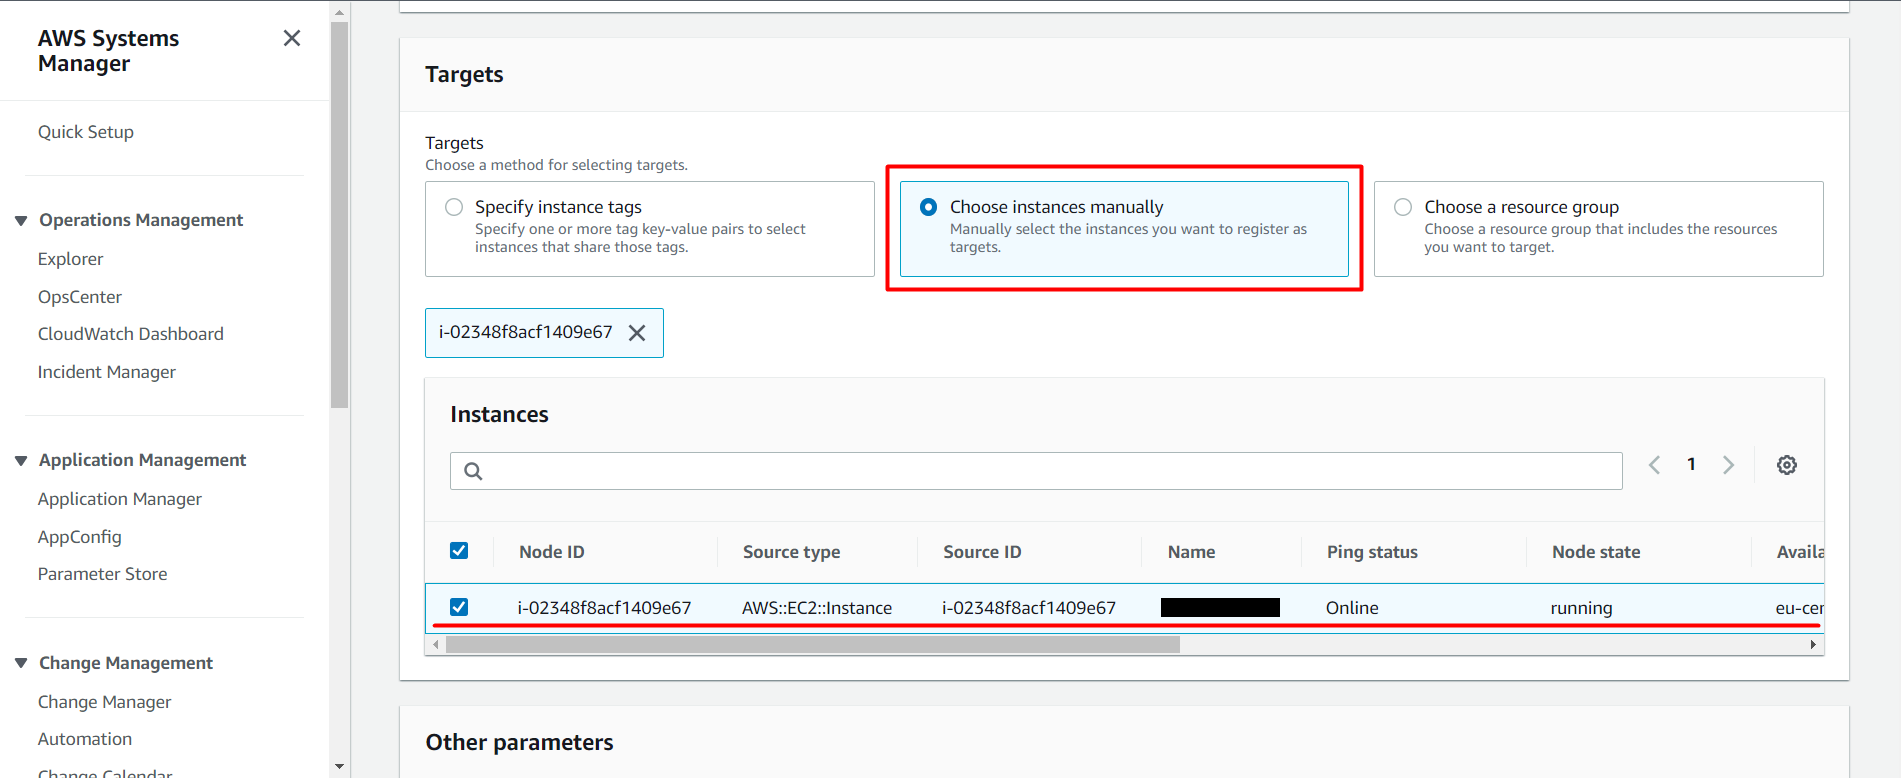 AWS Systems
Manager
Quick Setup
Operations Management
Explorer
OpsCenter
CloudWatch Dashboard
Incident Manager
Application Management
Application Manager
AppConfig
Parameter Store
Change Management
Change Manager
Automation
Change Calendar
Targets
Targets
Choose a method for selecting targets.
Specify instance tags
Specify one or more tag key-value pairs to select
instances that share those tags.
Choose instances manually
Manually select the instances you want to register as
targets.
Choose a resource group
Choose a resource group that includes the resources
you want to target.
i-02348f8acf1409e67
Instances
1
Node ID Source type Source ID Name Ping status Node state Availa
i-02348f8acf1409e67 AWS::EC2::Instance i-02348f8acf1409e67 Online running eu-cer
Other parameters